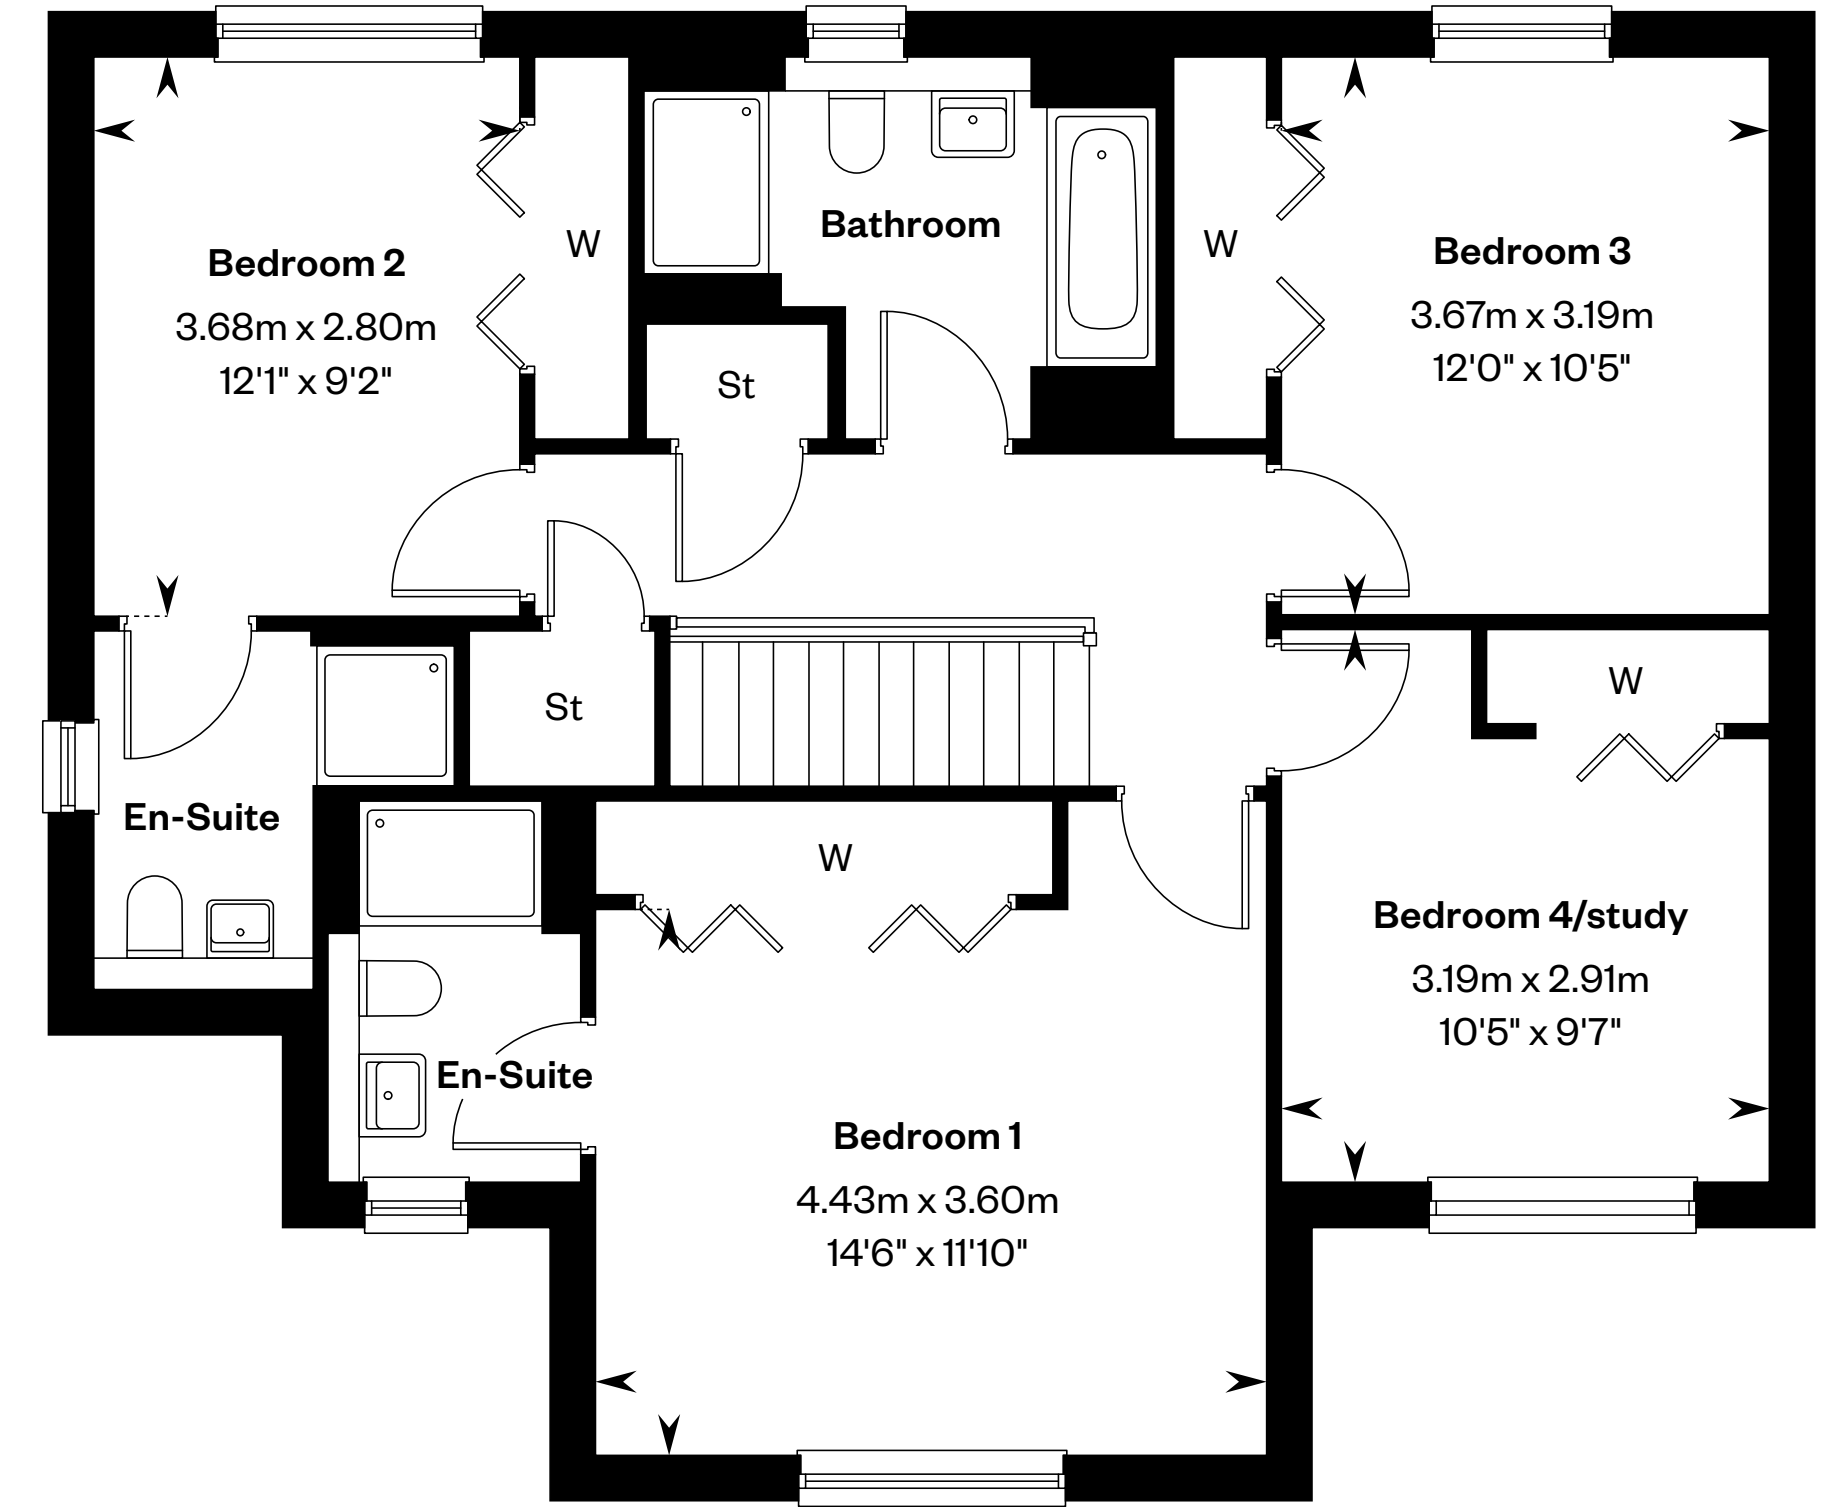 Bedroom 2
3.68m x 2.80m
12'1" x 9'2"
W
Bathroom
St
W
Bedroom 3
3.67m x 3.19m
12'0" x 10'5"
En-Suite
St
W
W
Bedroom 4/study
3.19m x 2.91m
10'5" x 9'7"
En-Suite
Bedroom 1
4.43m x 3.60m
14'6" x 11'10"